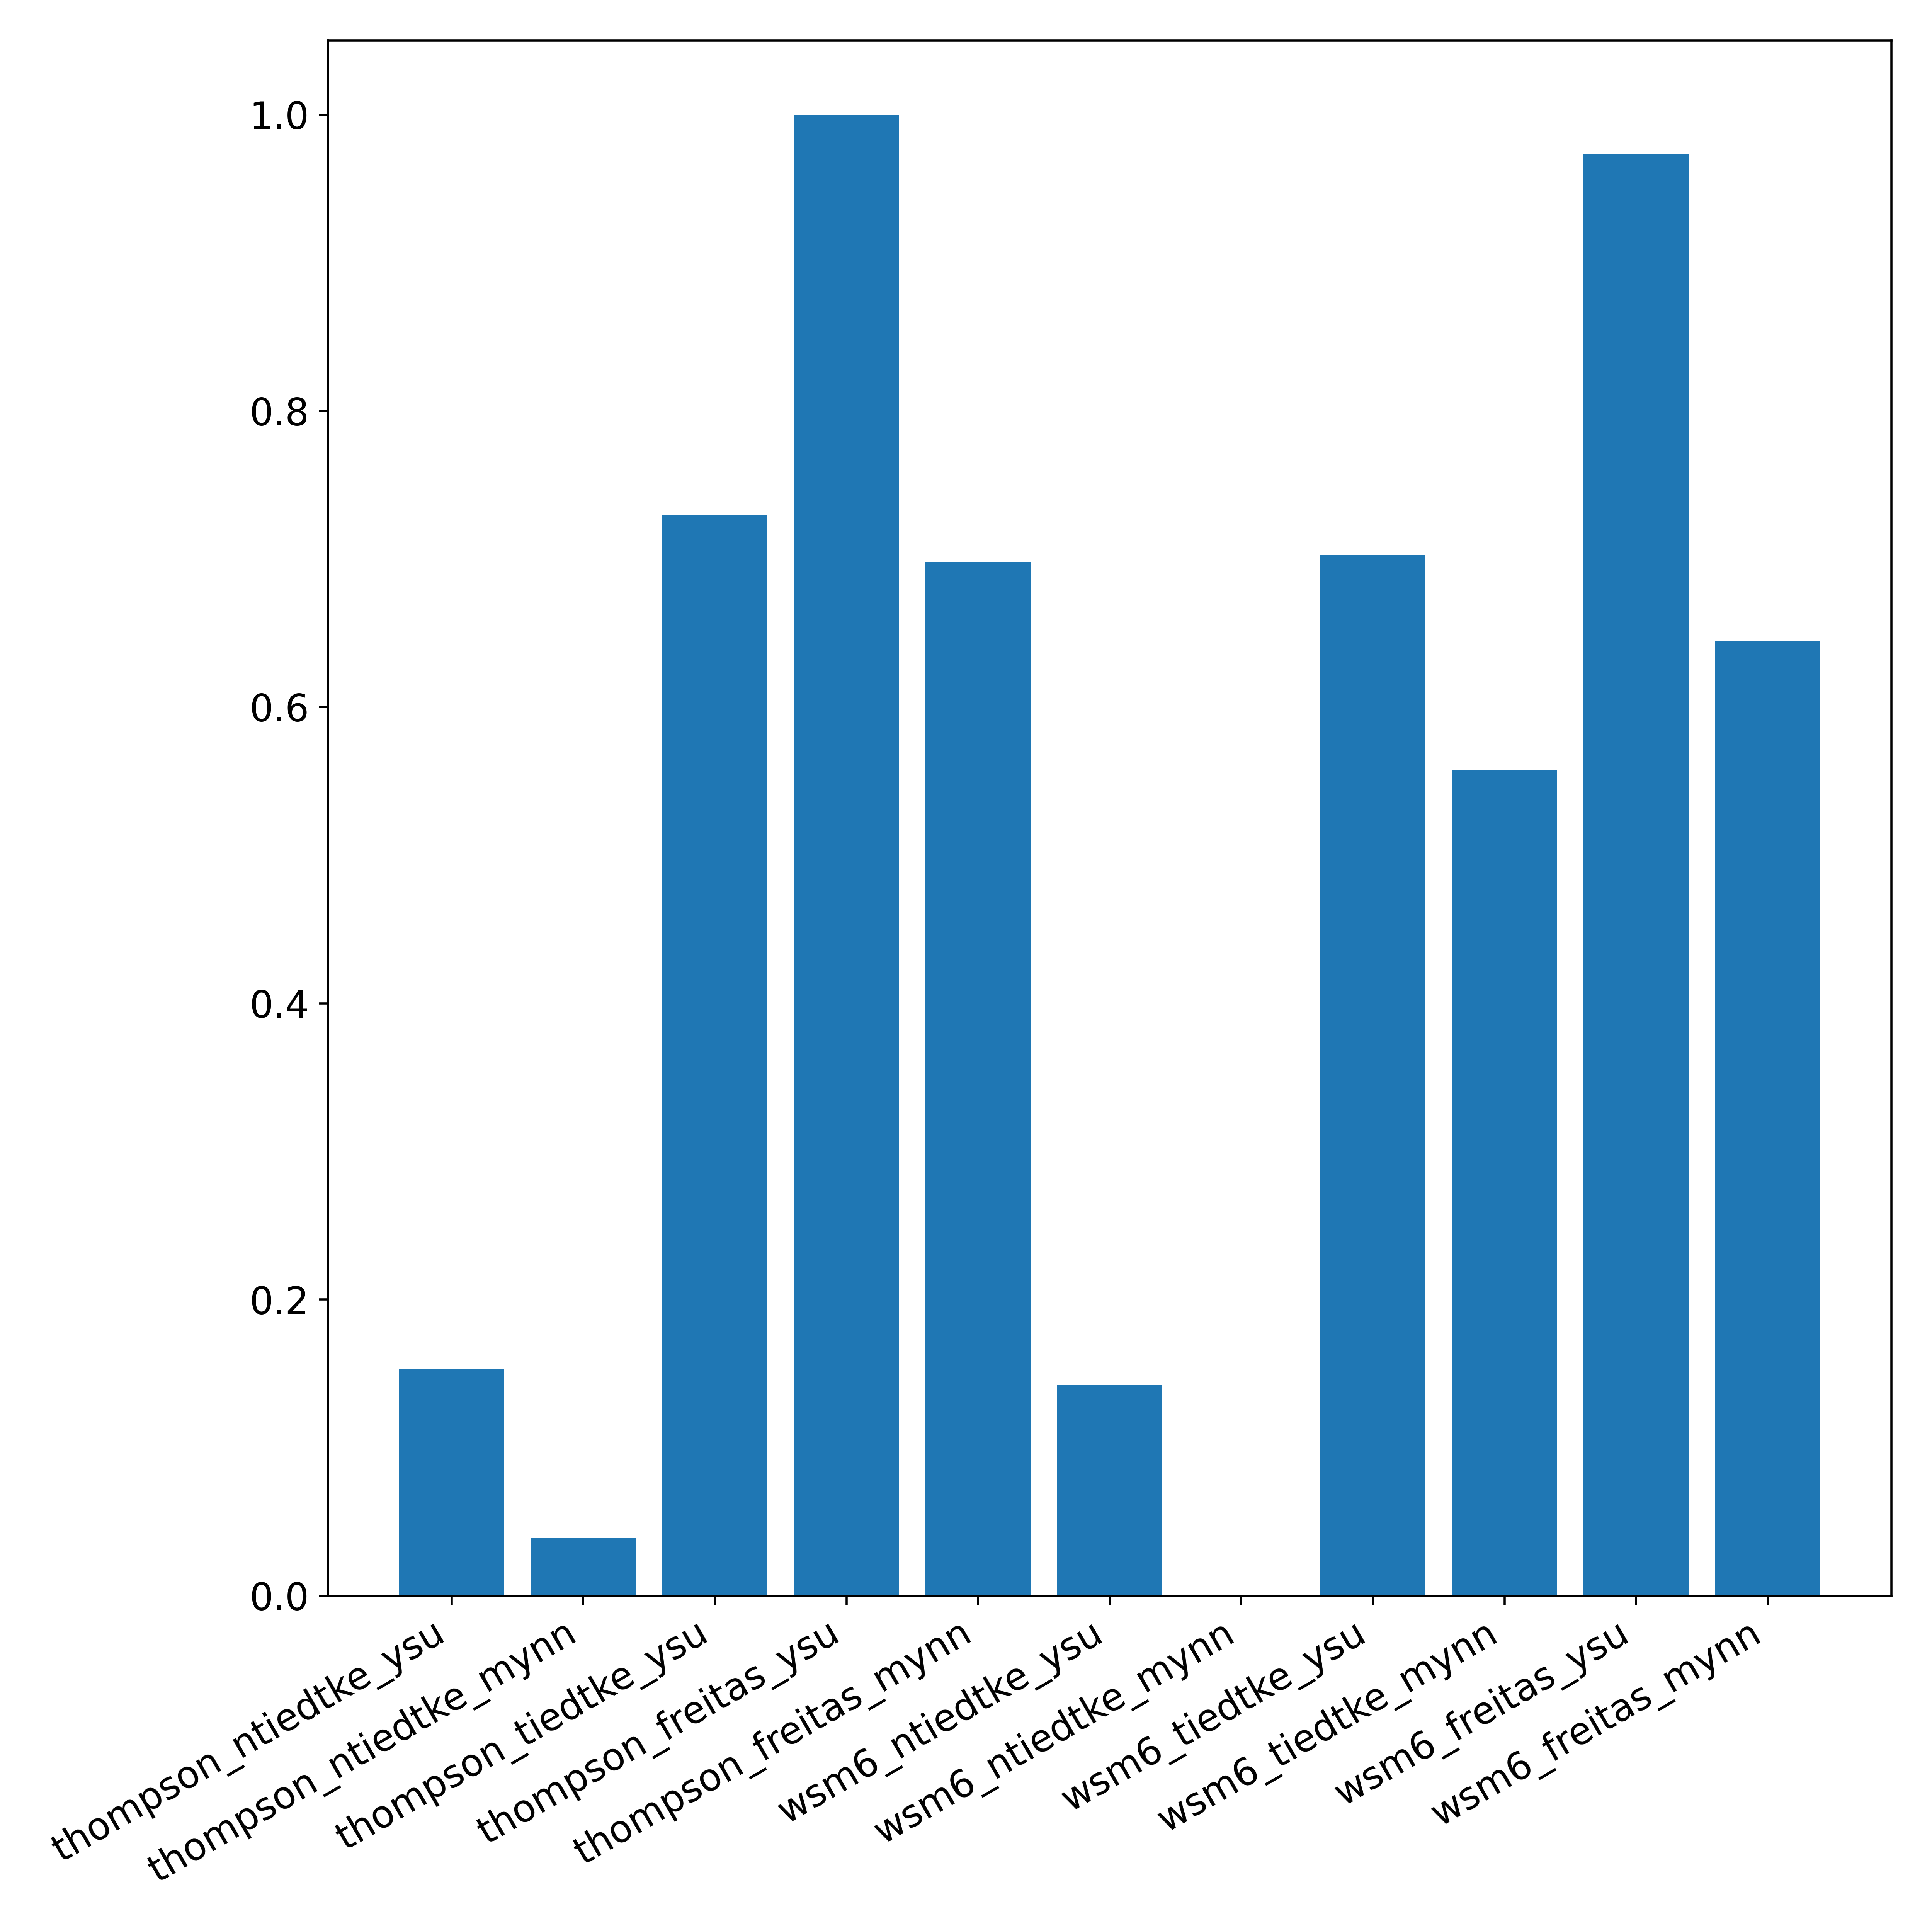 1.0
0.8
0.6
0.4
0.2
0.0
thompson_ntiedtke_ysu
thompson_ntiedtke_mynn
thompson_tiedtke_ysu
thompson_freitas_ysu
thompson_freitas_mynn
wsm6_ntiedtke_ysu
wsm6_ntiedtke_mynn
wsm6_tiedtke_ysu
wsm6_tiedtke_mynn
wsm6_freitas_ysu
wsm6_freitas_mynn